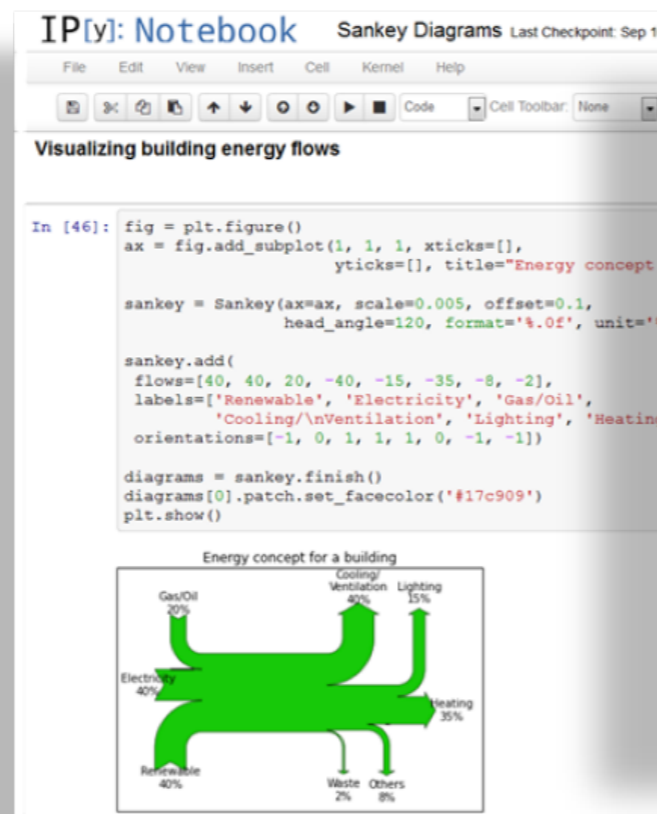 IP[y]: Notebook Sankey Diagrams Last Checkpoint: Sep 1
File Edit View Insert Cell Kernel Help
Code Cell Toolbar: None
Visualizing building energy flows
In [46]: fig = plt.figure()
ax = fig.add_subplot(1, 1, 1, xticks=[],
yticks=[], title="Energy concept
sankey = Sankey(ax=ax, scale=0.005, offset=0.1,
head_angle=120, format='%.0f', unit='
sankey.add(
flows=[40, 40, 20, -40, -15, -35, -8, -2],
labels=['Renewable', 'Electricity', 'Gas/Oil',
'Cooling/\nVentilation', 'Lighting', 'Heating
orientations=[-1, 0, 1, 1, 1, 0, -1, -1])
diagrams = sankey.finish()
diagrams[0].patch.set_facecolor('#17c909')
plt.show()
Energy concept for a building
Gas/Oil
20%
Cooling/
Ventilation
40%
Lighting
15%
Electricity
40%
Heating
35%
Renewable
40%
Waste
2%
Others
8%